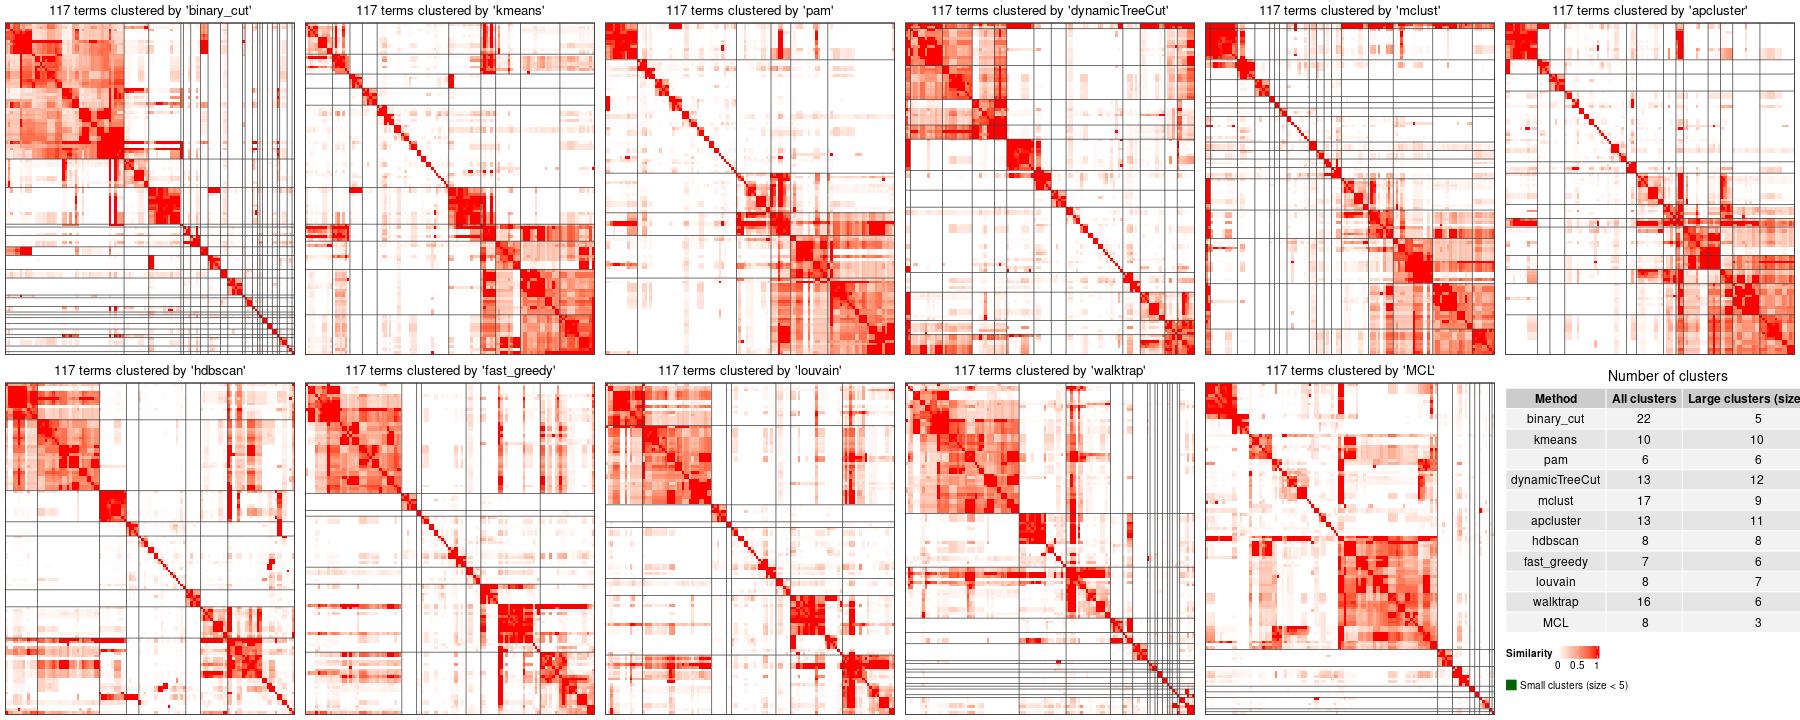 117 terms clustered by 'binary_cut'
117 terms clustered by 'kmeans'
117 terms clustered by 'pam'
117 terms clustered by 'dynamicTreeCut'
117 terms clustered by 'mclust'
117 terms clustered by 'apcluster'
117 terms clustered by 'hdbscan'
117 terms clustered by 'fast_greedy'
117 terms clustered by 'louvain'
117 terms clustered by 'walktrap'
117 terms clustered by 'MCL'
Number of clusters
Method All clusters Large clusters (size
binary_cut 22 5
kmeans 10 10
pam 6 6
dynamicTreeCut 13 12
mclust 17 9
apcluster 13 11
hdbscan 8 8
fast_greedy 7 6
louvain 8 7
walktrap 16 6
MCL 8 3
Similarity
0 0.5 1
Small clusters (size < 5)